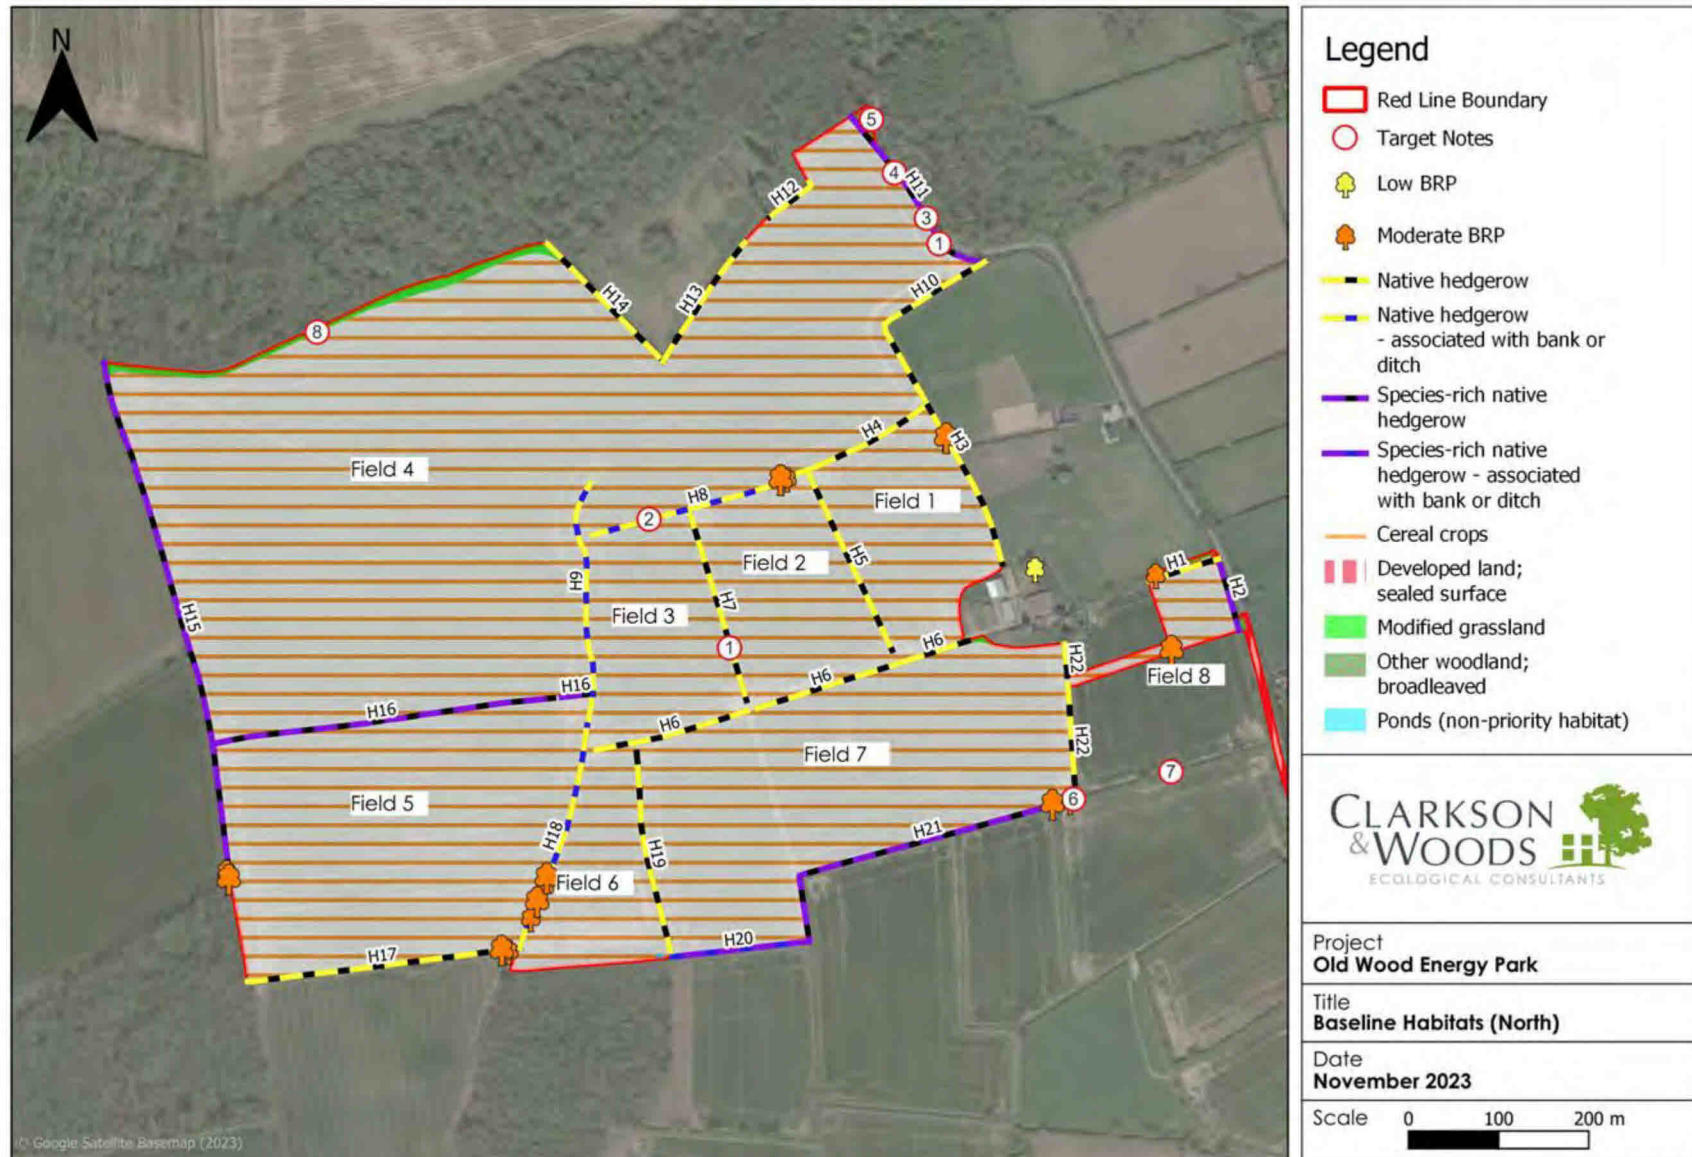 N
5
4
H11
3
1
H12
H10
H14
H13
8
H4
H3
Field 4
H8
Field 1
2
Field 2
H5
H1
H2
H9
H7
Field 3
H15
1
H6
H22
Field 8
H6
H16
H16
H6
H22
Field 7
7
Field 5
6
H21
H18
H19
Field 6
H20
H17
© Google Satellite Basemap (2023)
Legend
Red Line Boundary
Target Notes
Low BRP
Moderate BRP
Native hedgerow
Native hedgerow
- associated with bank or
ditch
Species-rich native
hedgerow
Species-rich native
hedgerow - associated
with bank or ditch
Cereal crops
Developed land;
sealed surface
Modified grassland
Other woodland;
broadleaved
Ponds (non-priority habitat)
CLARKSON
& WOODS
ECOLOGICAL CONSULTANTS
Project
Old Wood Energy Park
Title
Baseline Habitats (North)
Date
November 2023
Scale 0 100 200 m